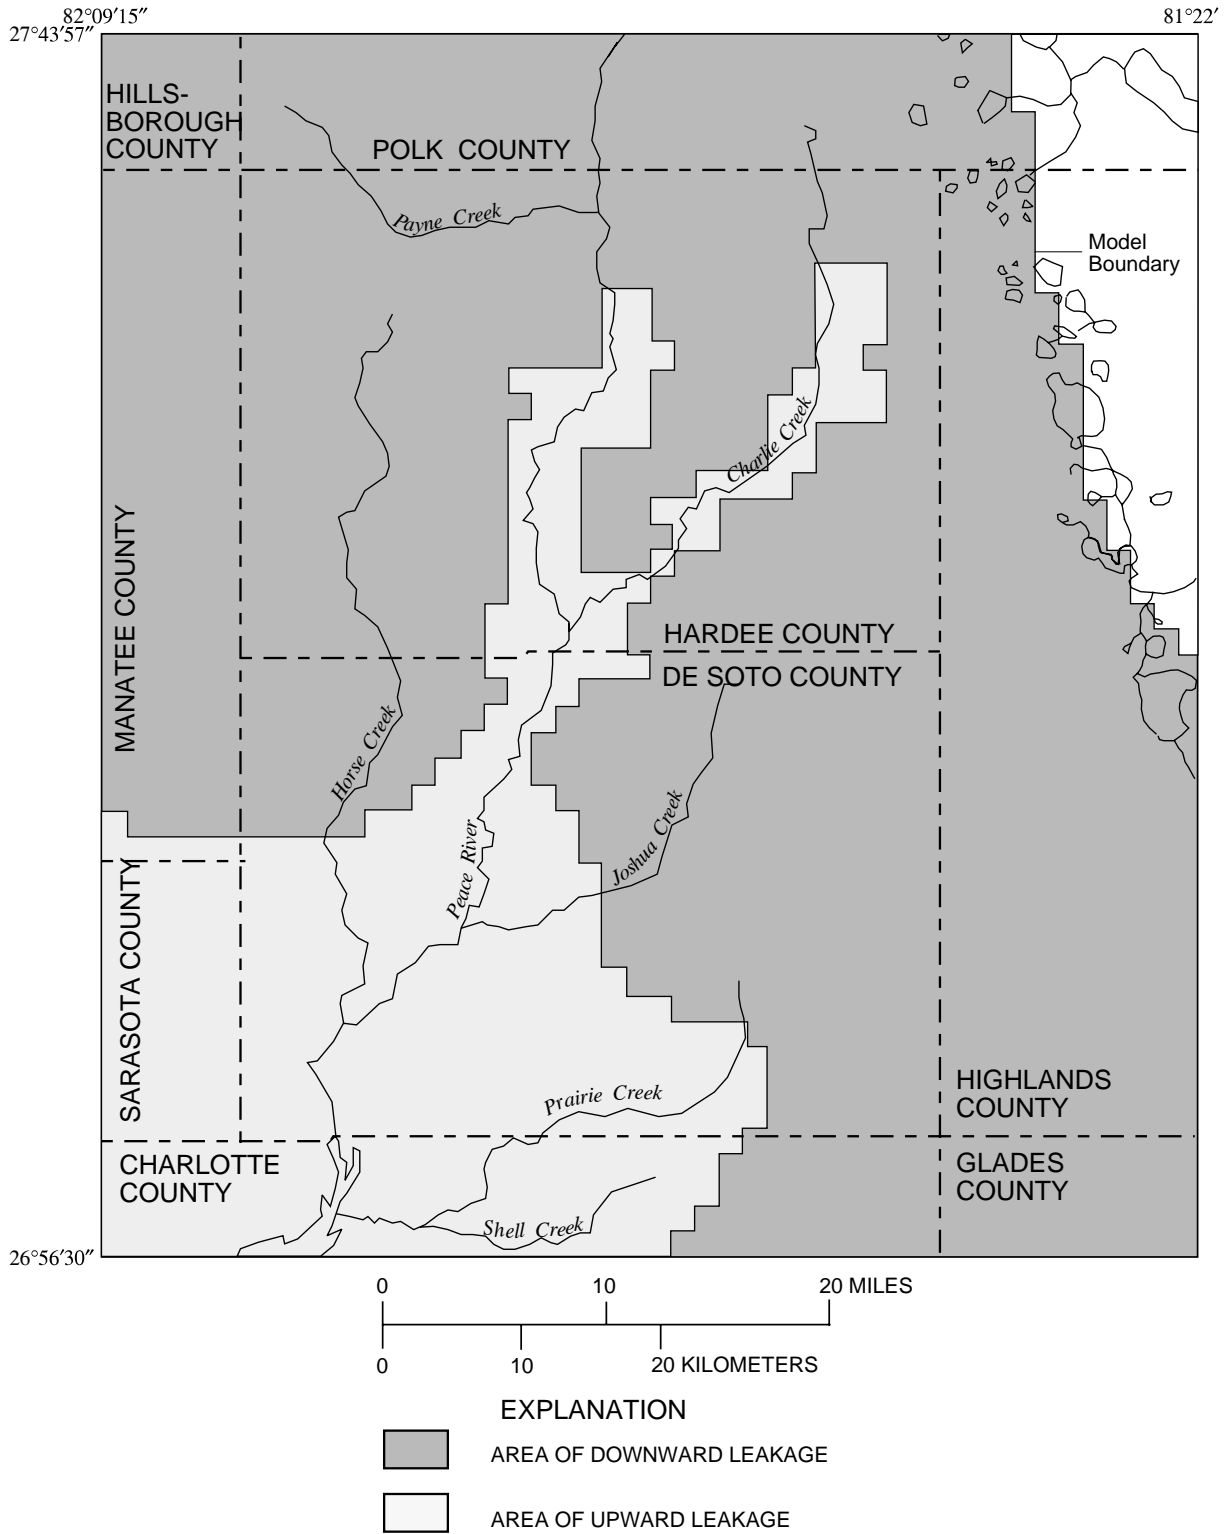 82°09′15″
81°22′
27°43′57″
HILLS-
BOROUGH
COUNTY
POLK COUNTY
Payne Creek
Model
Boundary
Charlie Creek
MANATEE COUNTY
HARDEE COUNTY
DE SOTO COUNTY
Horse Creek
Peace River
Joshua Creek
SARASOTA COUNTY
Prairie Creek
HIGHLANDS
COUNTY
CHARLOTTE
COUNTY
GLADES
COUNTY
Shell Creek
26°56′30″
0 10 20 MILES
0 10 20 KILOMETERS
EXPLANATION
AREA OF DOWNWARD LEAKAGE
AREA OF UPWARD LEAKAGE